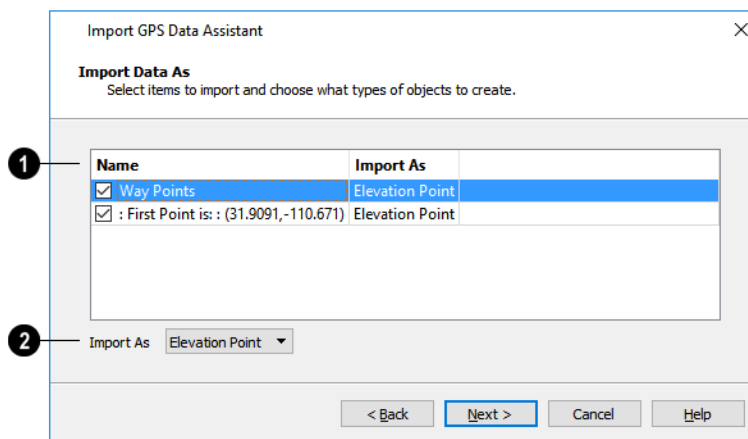 Import GPS Data Assistant
Import Data As
Select items to import and choose what types of objects to create.
1
Name Import As
Way Points Elevation Point
: First Point is: : (31.9091,-110.671) Elevation Point
2
Import As Elevation Point
< Back Next > Cancel Help